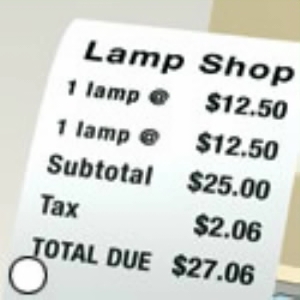 Lamp Shop
1 lamp @ $12.50
1 lamp @ $12.50
Subtotal $25.00
Tax $2.06
TOTAL DUE $27.06